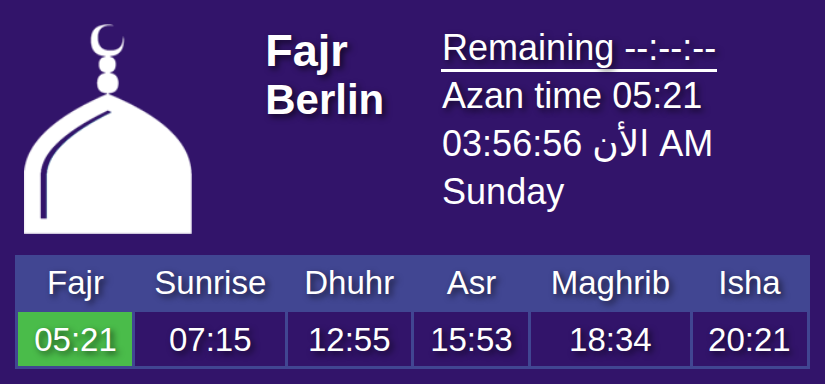 Fajr
Berlin
Remaining --:--:--
Azan time 05:21
03:56:56 الأن AM
Sunday
Fajr Sunrise Dhuhr Asr Maghrib Isha
05:21 07:15 12:55 15:53 18:34 20:21